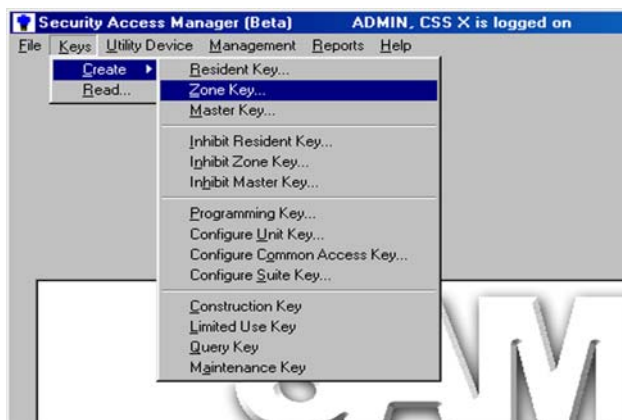 Security Access Manager (Beta) ADMIN, CSS X is logged on
File Keys Utility Device Management Reports Help
Create
Read...
Resident Key...
Zone Key...
Master Key...
Inhibit Resident Key...
Inhibit Zone Key...
Inhibit Master Key...
Programming Key...
Configure Unit Key...
Configure Common Access Key...
Configure Suite Key...
Construction Key
Limited Use Key
Query Key
Maintenance Key
SAM